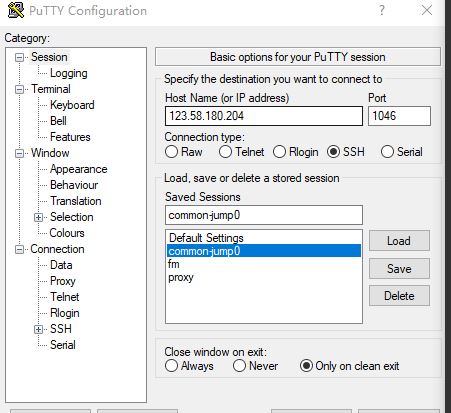 PuTTY Configuration
Category:
Session
Logging
Terminal
Keyboard
Bell
Features
Window
Appearance
Behaviour
Translation
Selection
Colours
Connection
Data
Proxy
Telnet
Rlogin
SSH
Serial
Basic options for your PuTTY session
Specify the destination you want to connect to
Host Name (or IP address) Port
123.58.180.204 1046
Connection type:
Raw Telnet Rlogin SSH Serial
Load, save or delete a stored session
Saved Sessions
common-jump0
Default Settings
common-jump0
fm
proxy
Load
Save
Delete
Close window on exit:
Always Never Only on clean exit